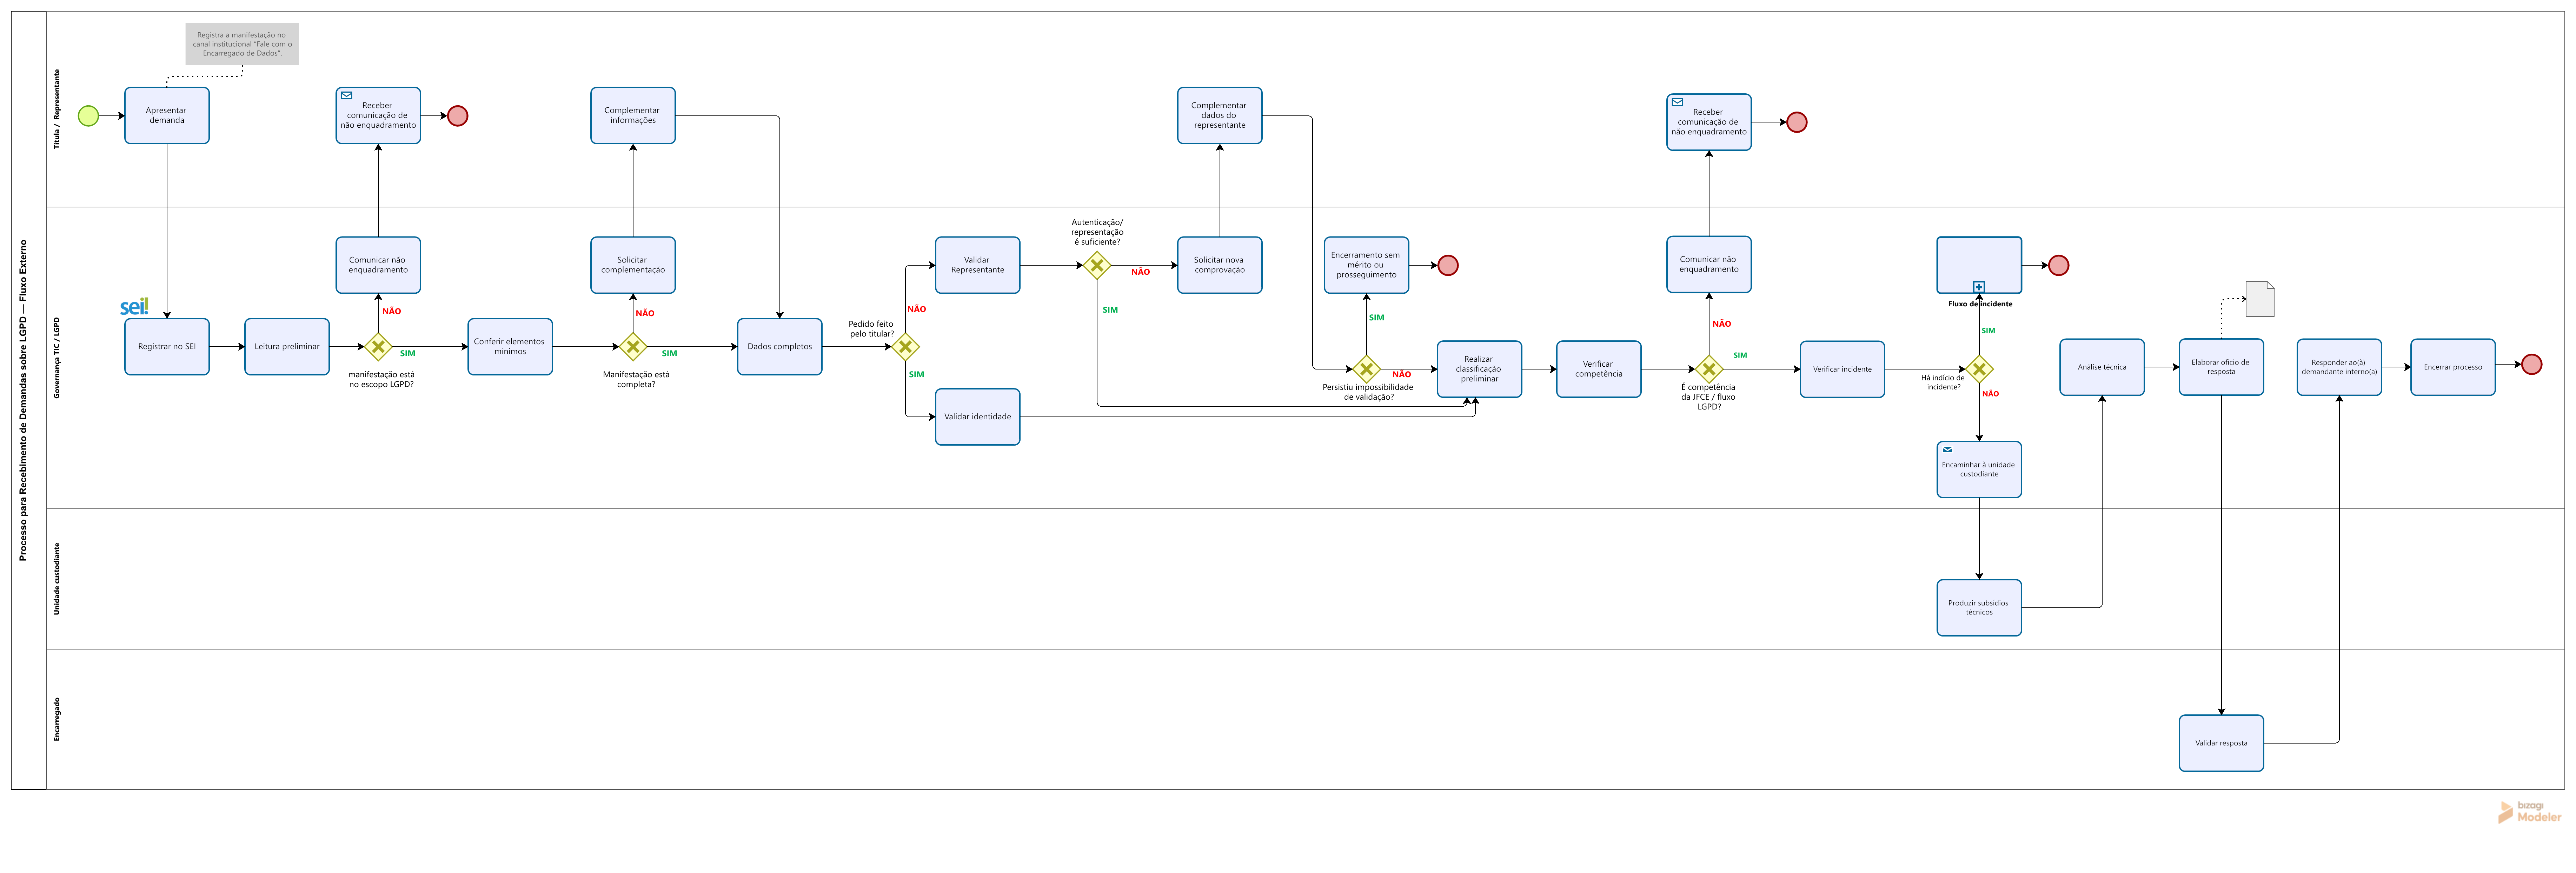 Processo para Recebimento de Demandas sobre LGPD — Fluxo Externo
Titula / Representante
Registra a manifestação no
canal institucional "Fale com o
Encarregado de Dados".
Apresentar
demanda
Receber
comunicação de
não enquadramento
Complementar
informações
Complementar
dados do
representante
Receber
comunicação de
não enquadramento
Governança TIC / LGPD
sei!
Registrar no SEI
Leitura preliminar
Comunicar não
enquadramento
NÃO
SIM
manifestação está
no escopo LGPD?
Conferir elementos
mínimos
Solicitar
complementação
NÃO
SIM
Manifestação está
completa?
Dados completos
Pedido feito
pelo titular?
NÃO
SIM
Validar
Representante
Validar identidade
Autenticação/
representação
é suficiente?
NÃO
SIM
Solicitar nova
comprovação
Encerramento sem
mérito ou
prosseguimento
SIM
NÃO
Persistiu impossibilidade
de validação?
Realizar
classificação
preliminar
Verificar
competência
Comunicar não
enquadramento
NÃO
SIM
É competência
da JFCE / fluxo
LGPD?
Verificar incidente
Fluxo de incidente
SIM
Há indício de
incidente?
NÃO
Encaminhar à unidade
custodiante
Análise técnica
Elaborar ofício de
resposta
Responder ao(à)
demandante interno(a)
Encerrar processo
Unidade custodiante
Produzir subsídios
técnicos
Encarregado
Validar resposta
bizagi
Modeler